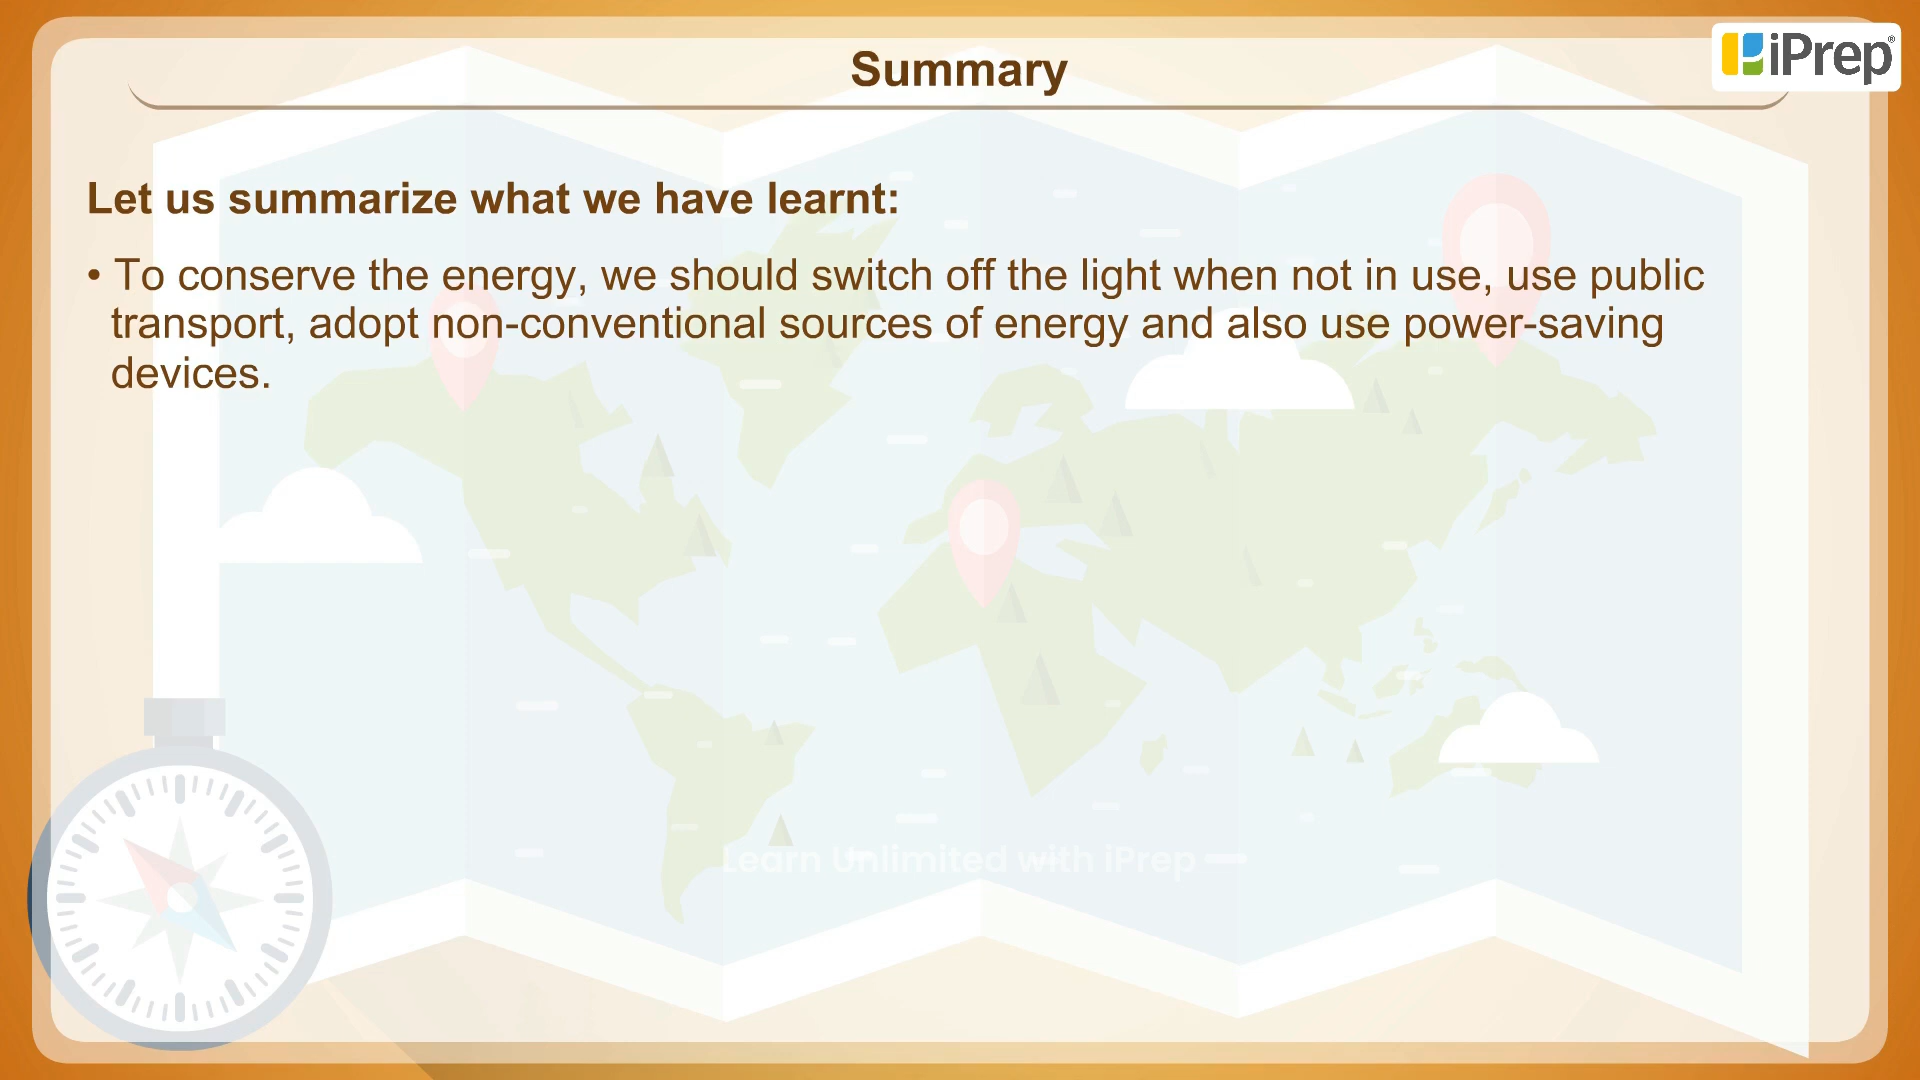 Summary
iPrep®
Let us summarize what we have learnt:
• To conserve the energy, we should switch off the light when not in use, use public
transport, adopt non-conventional sources of energy and also use power-saving
devices.
Learn Unlimited with iPrep